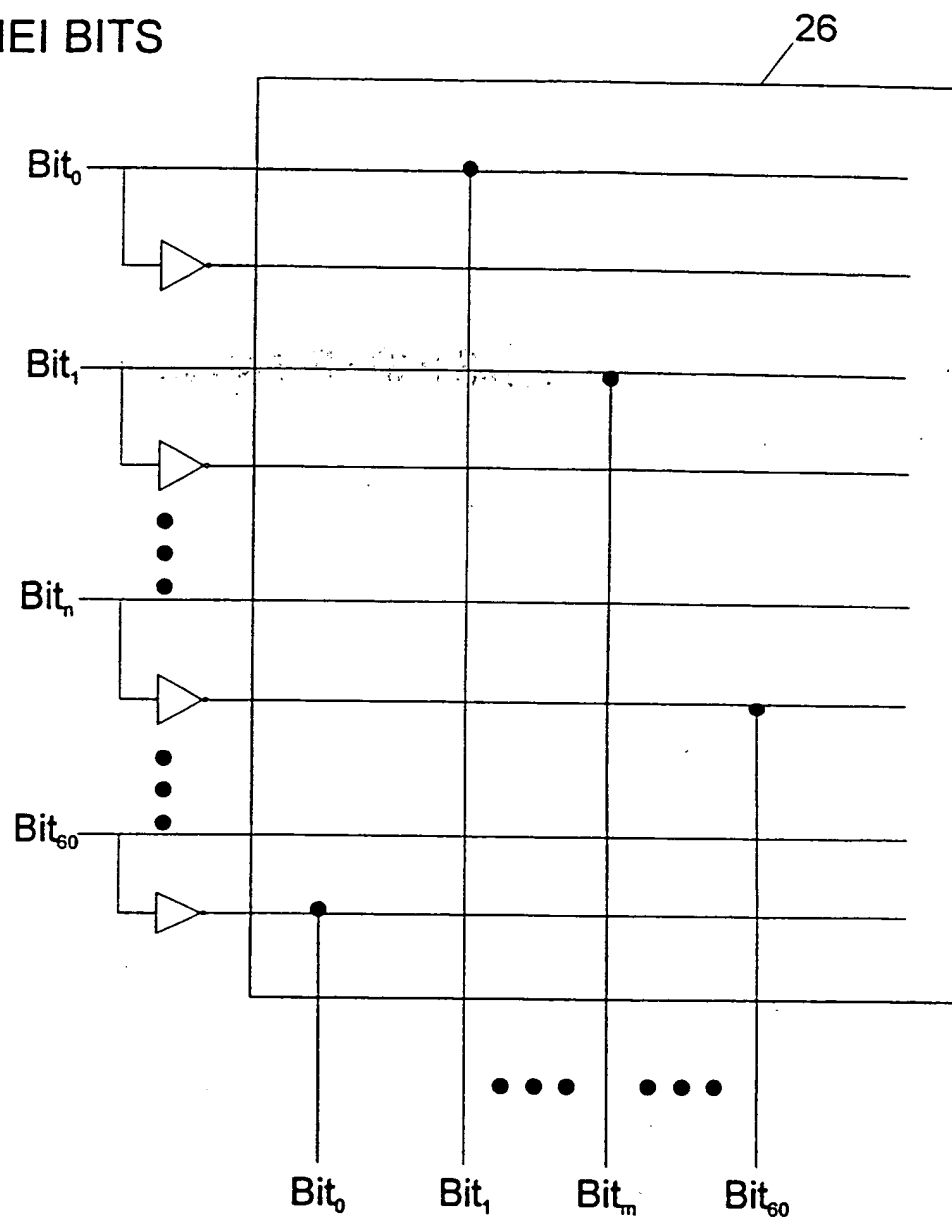 IEI BITS
26
Bit₀
Bit₁
Bitₙ
Bit₆₀
Bit₀ Bit₁ Bitₘ Bit₆₀